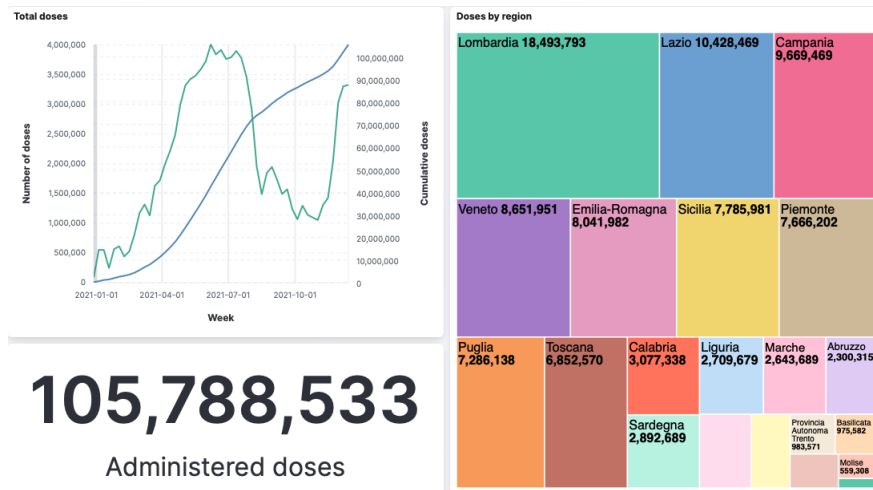 Total doses
4,000,000
3,500,000
3,000,000
2,500,000
2,000,000
1,500,000
1,000,000
500,000
0
Number of doses
100,000,000
90,000,000
80,000,000
70,000,000
60,000,000
50,000,000
40,000,000
30,000,000
20,000,000
10,000,000
0
Cumulative doses
2021-01-01 2021-04-01 2021-07-01 2021-10-01
Week
105,788,533
Administered doses
Doses by region
Lombardia 18,493,793
Lazio 10,428,469
Campania
9,669,469
Veneto 8,651,951
Emilia-Romagna
8,041,982
Sicilia 7,785,981
Piemonte
7,666,202
Puglia
7,286,138
Toscana
6,852,570
Calabria
3,077,338
Liguria
2,709,679
Marche
2,643,689
Abruzzo
2,300,315
Sardegna
2,892,689
Provincia
Autonoma
Trento
983,571
Basilicata
975,582
Molise
559,308